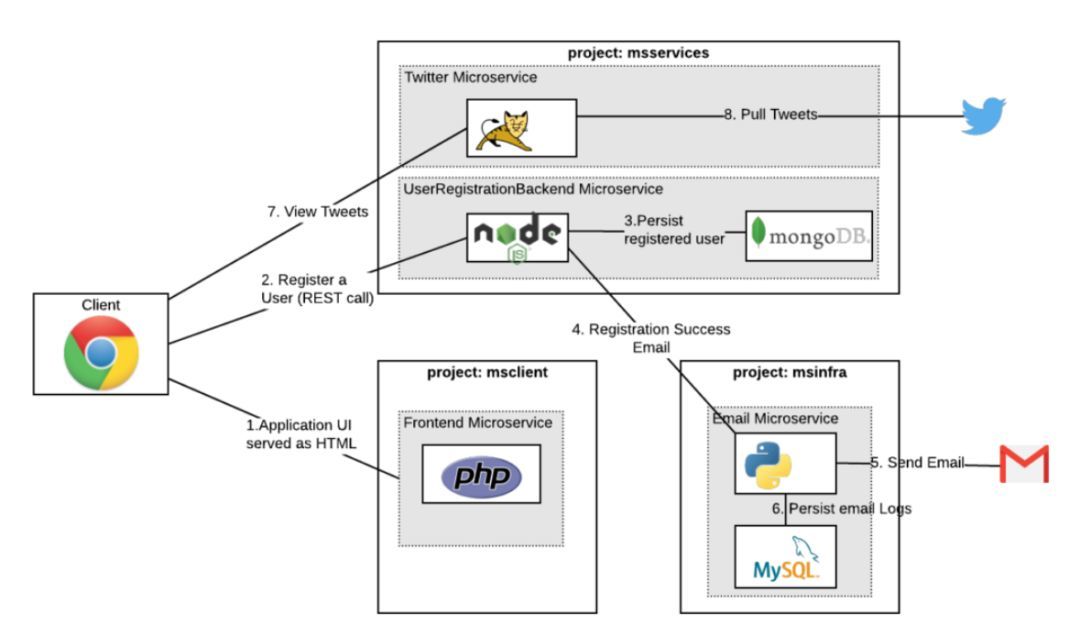 project: msservices
Twitter Microservice
8. Pull Tweets
UserRegistrationBackend Microservice
7. View Tweets
node
JS
3.Persist
registered user
mongoDB.
2. Register a
User (REST call)
Client
4. Registration Success
Email
project: msclient
project: msinfra
1.Application UI
served as HTML
Frontend Microservice
php
Email Microservice
5. Send Email
6. Persist email Logs
MySQL.